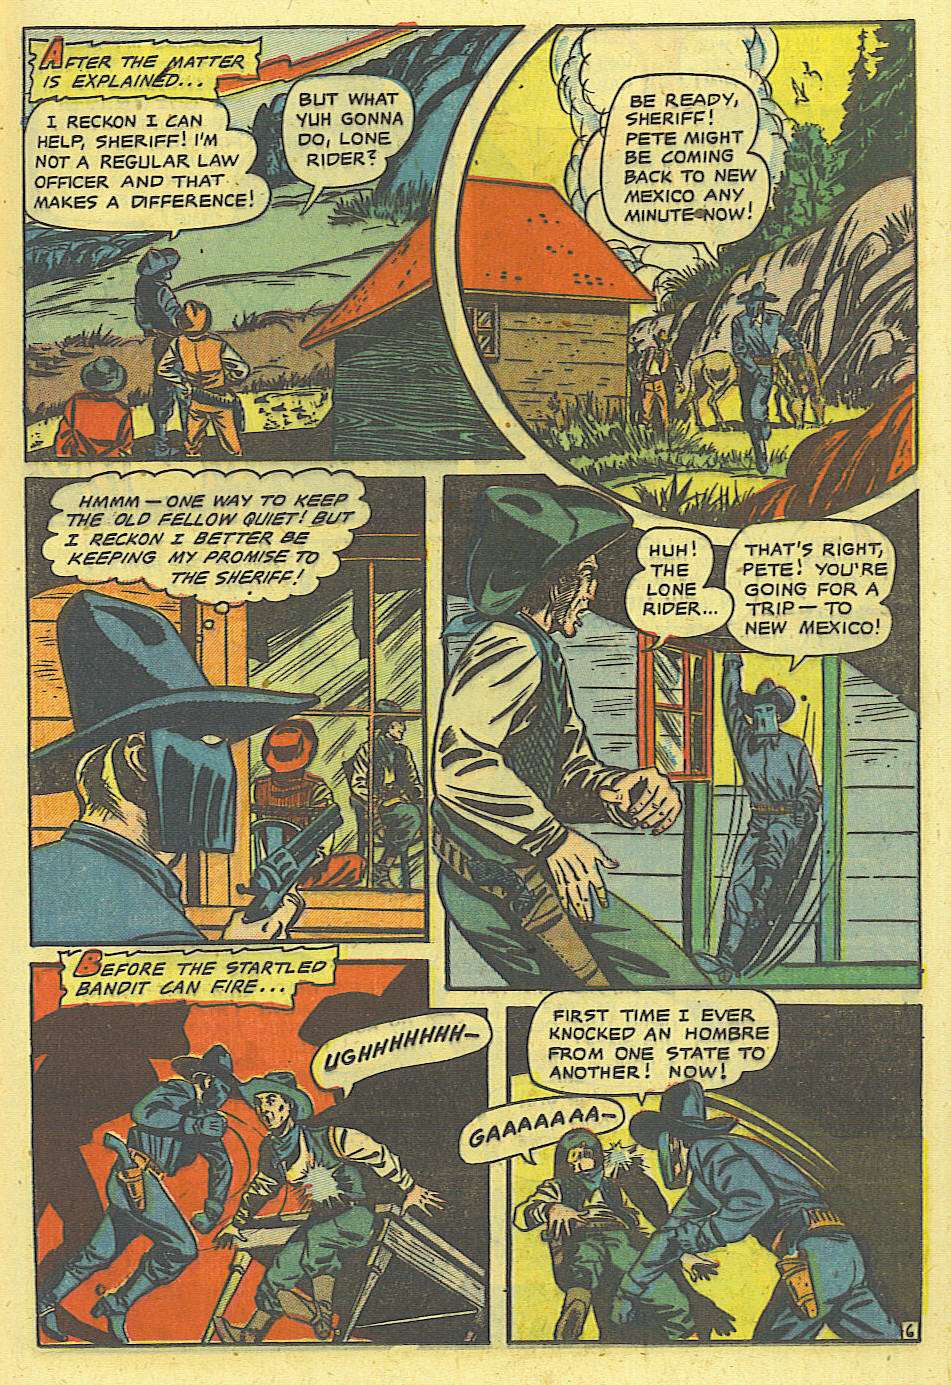 AFTER THE MATTER
IS EXPLAINED...
I RECKON I CAN
HELP, SHERIFF! I'M
NOT A REGULAR LAW
OFFICER AND THAT
MAKES A DIFFERENCE!
BUT WHAT
YUH GONNA
DO, LONE
RIDER?
BE READY,
SHERIFF!
PETE MIGHT
BE COMING
BACK TO NEW
MEXICO ANY
MINUTE NOW!
HMMM — ONE WAY TO KEEP
THE OLD FELLOW QUIET! BUT
I RECKON I BETTER BE
KEEPING MY PROMISE TO
THE SHERIFF!
HUH!
THE
LONE
RIDER...
THAT'S RIGHT,
PETE! YOU'RE
GOING FOR A
TRIP — TO
NEW MEXICO!
BEFORE THE STARTLED
BANDIT CAN FIRE...
UGHHHHHHH—
FIRST TIME I EVER
KNOCKED AN HOMBRE
FROM ONE STATE TO
ANOTHER! NOW!
GAAAAAAA—
6